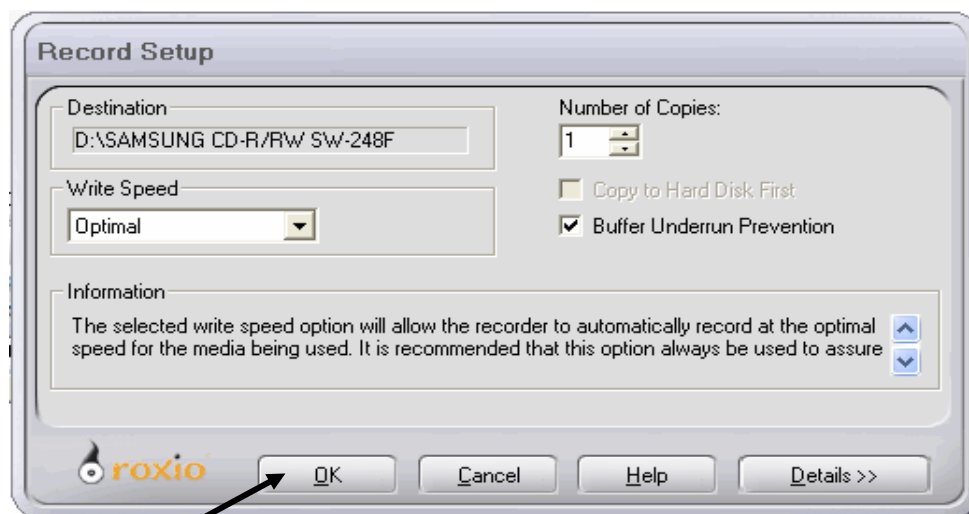 Record Setup
Destination
D:\SAMSUNG CD-R/RW SW-248F
Number of Copies:
1
Write Speed
Optimal
Copy to Hard Disk First
Buffer Underrun Prevention
Information
The selected write speed option will allow the recorder to automatically record at the optimal
speed for the media being used. It is recommended that this option always be used to assure
roxio
OK
Cancel
Help
Details >>